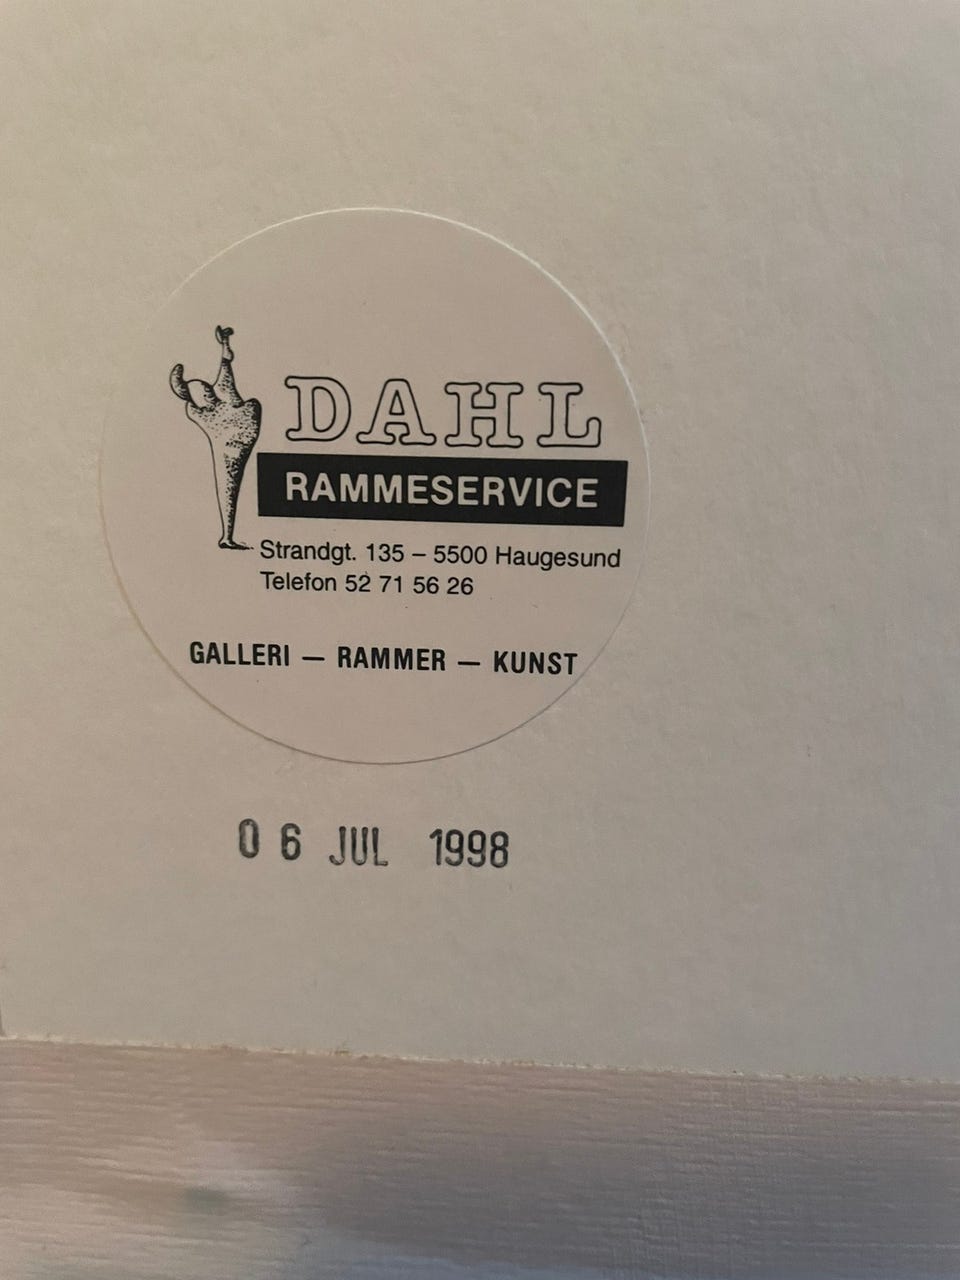 DAHL
RAMMESERVICE
Strandgt. 135 – 5500 Haugesund
Telefon 52 71 56 26
GALLERI — RAMMER — KUNST
06 JUL 1998